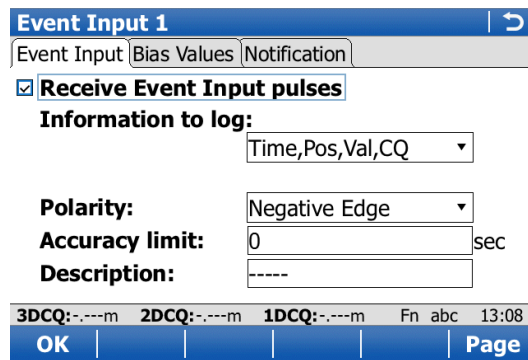 Event Input 1
Event Input Bias Values Notification
Receive Event Input pulses
Information to log:
Time,Pos,Val,CQ
Polarity: Negative Edge
Accuracy limit: 0 sec
Description: -----
3DCQ:-.---m 2DCQ:-.---m 1DCQ:-.---m Fn abc 13:08
OK Page